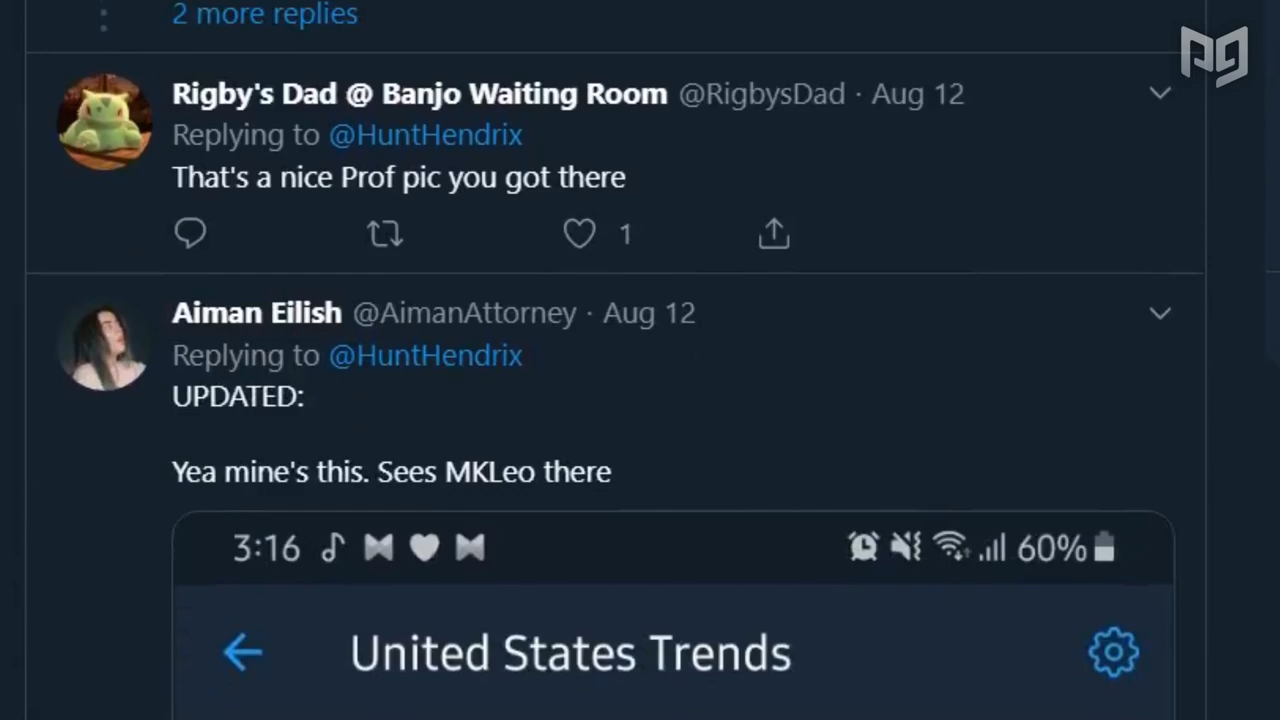 2 more replies
Rigby's Dad @ Banjo Waiting Room @RigbysDad · Aug 12
Replying to @HuntHendrix
That's a nice Prof pic you got there
1
Aiman Eilish @AimanAttorney · Aug 12
Replying to @HuntHendrix
UPDATED:
Yea mine's this. Sees MKLeo there
3:16 60%
United States Trends